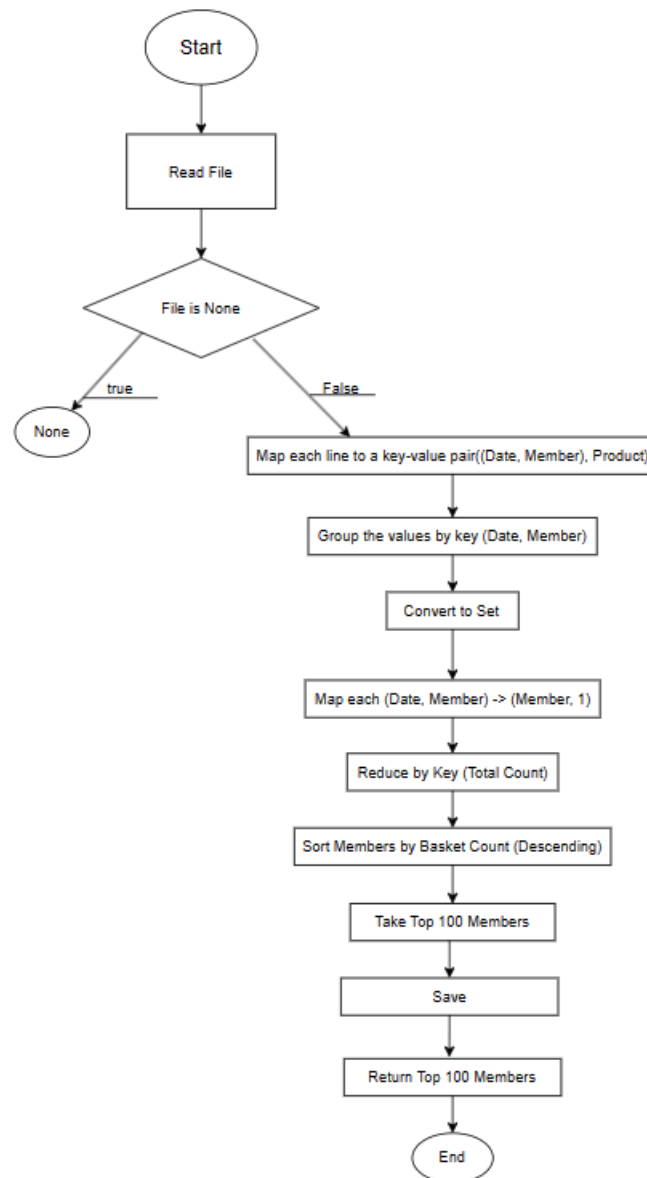 Start
Read File
File is None
true
False
None
Map each line to a key-value pair((Date, Member), Product)
Group the values by key (Date, Member)
Convert to Set
Map each (Date, Member) -> (Member, 1)
Reduce by Key (Total Count)
Sort Members by Basket Count (Descending)
Take Top 100 Members
Save
Return Top 100 Members
End